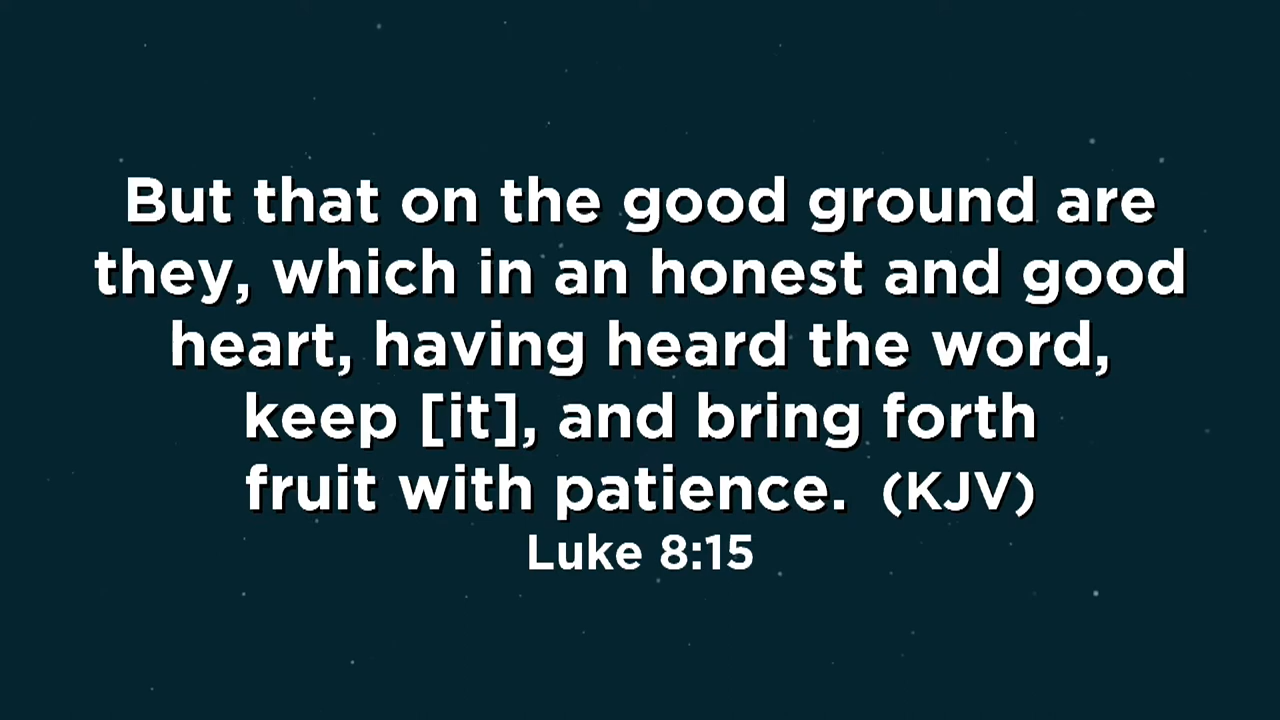 But that on the good ground are
they, which in an honest and good
heart, having heard the word,
keep [it], and bring forth
fruit with patience. (KJV)
Luke 8:15